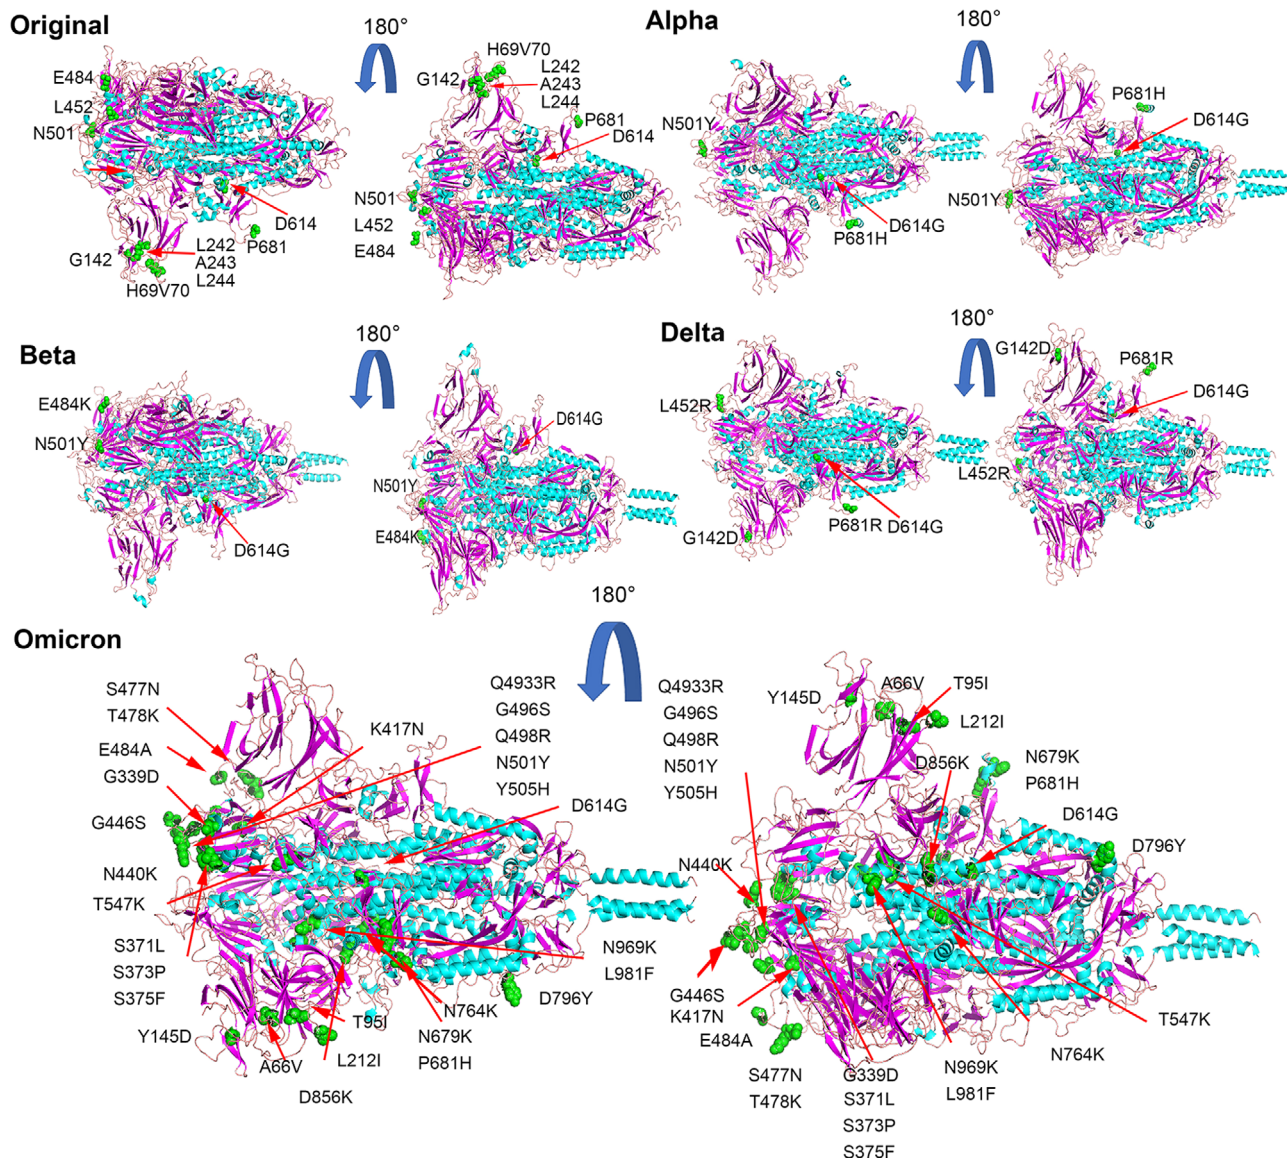 Original
180°
E484
L452
N501
D614
P681
G142
L242
A243
L244
H69V70
H69V70
G142
L242
A243
L244
P681
D614
N501
L452
E484
Alpha
180°
N501Y
D614G
P681H
P681H
D614G
N501Y
Beta
180°
E484K
N501Y
D614G
D614G
N501Y
E484K
Delta
180°
L452R
G142D
P681R
D614G
G142D
P681R
D614G
L452R
Omicron
180°
S477N
T478K
E484A
G339D
G446S
N440K
T547K
S371L
S373P
S375F
Y145D
A66V
D856K
L212I
T95I
K417N
Q4933R
G496S
Q498R
N501Y
Y505H
D614G
N969K
L981F
D796Y
N764K
N679K
P681H
Q4933R
G496S
Q498R
N501Y
Y505H
Y145D
A66V
T95I
L212I
D856K
N679K
P681H
D614G
D796Y
N440K
G446S
K417N
E484A
S477N
T478K
G339D
S371L
S373P
S375F
N969K
L981F
N764K
T547K